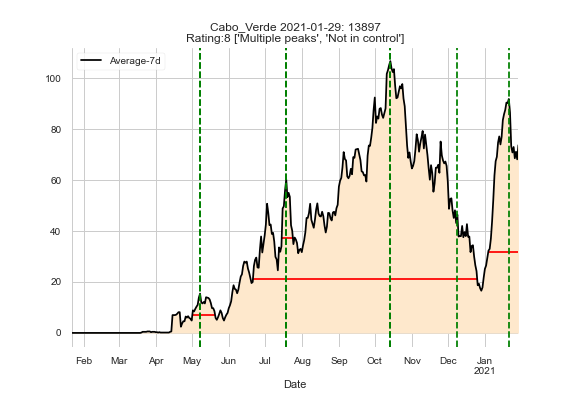 Cabo_Verde 2021-01-29: 13897
Rating:8 ['Multiple peaks', 'Not in control']
Average-7d
100
80
60
40
20
0
Feb Mar Apr May Jun Jul Aug Sep Oct Nov Dec Jan
2021
Date